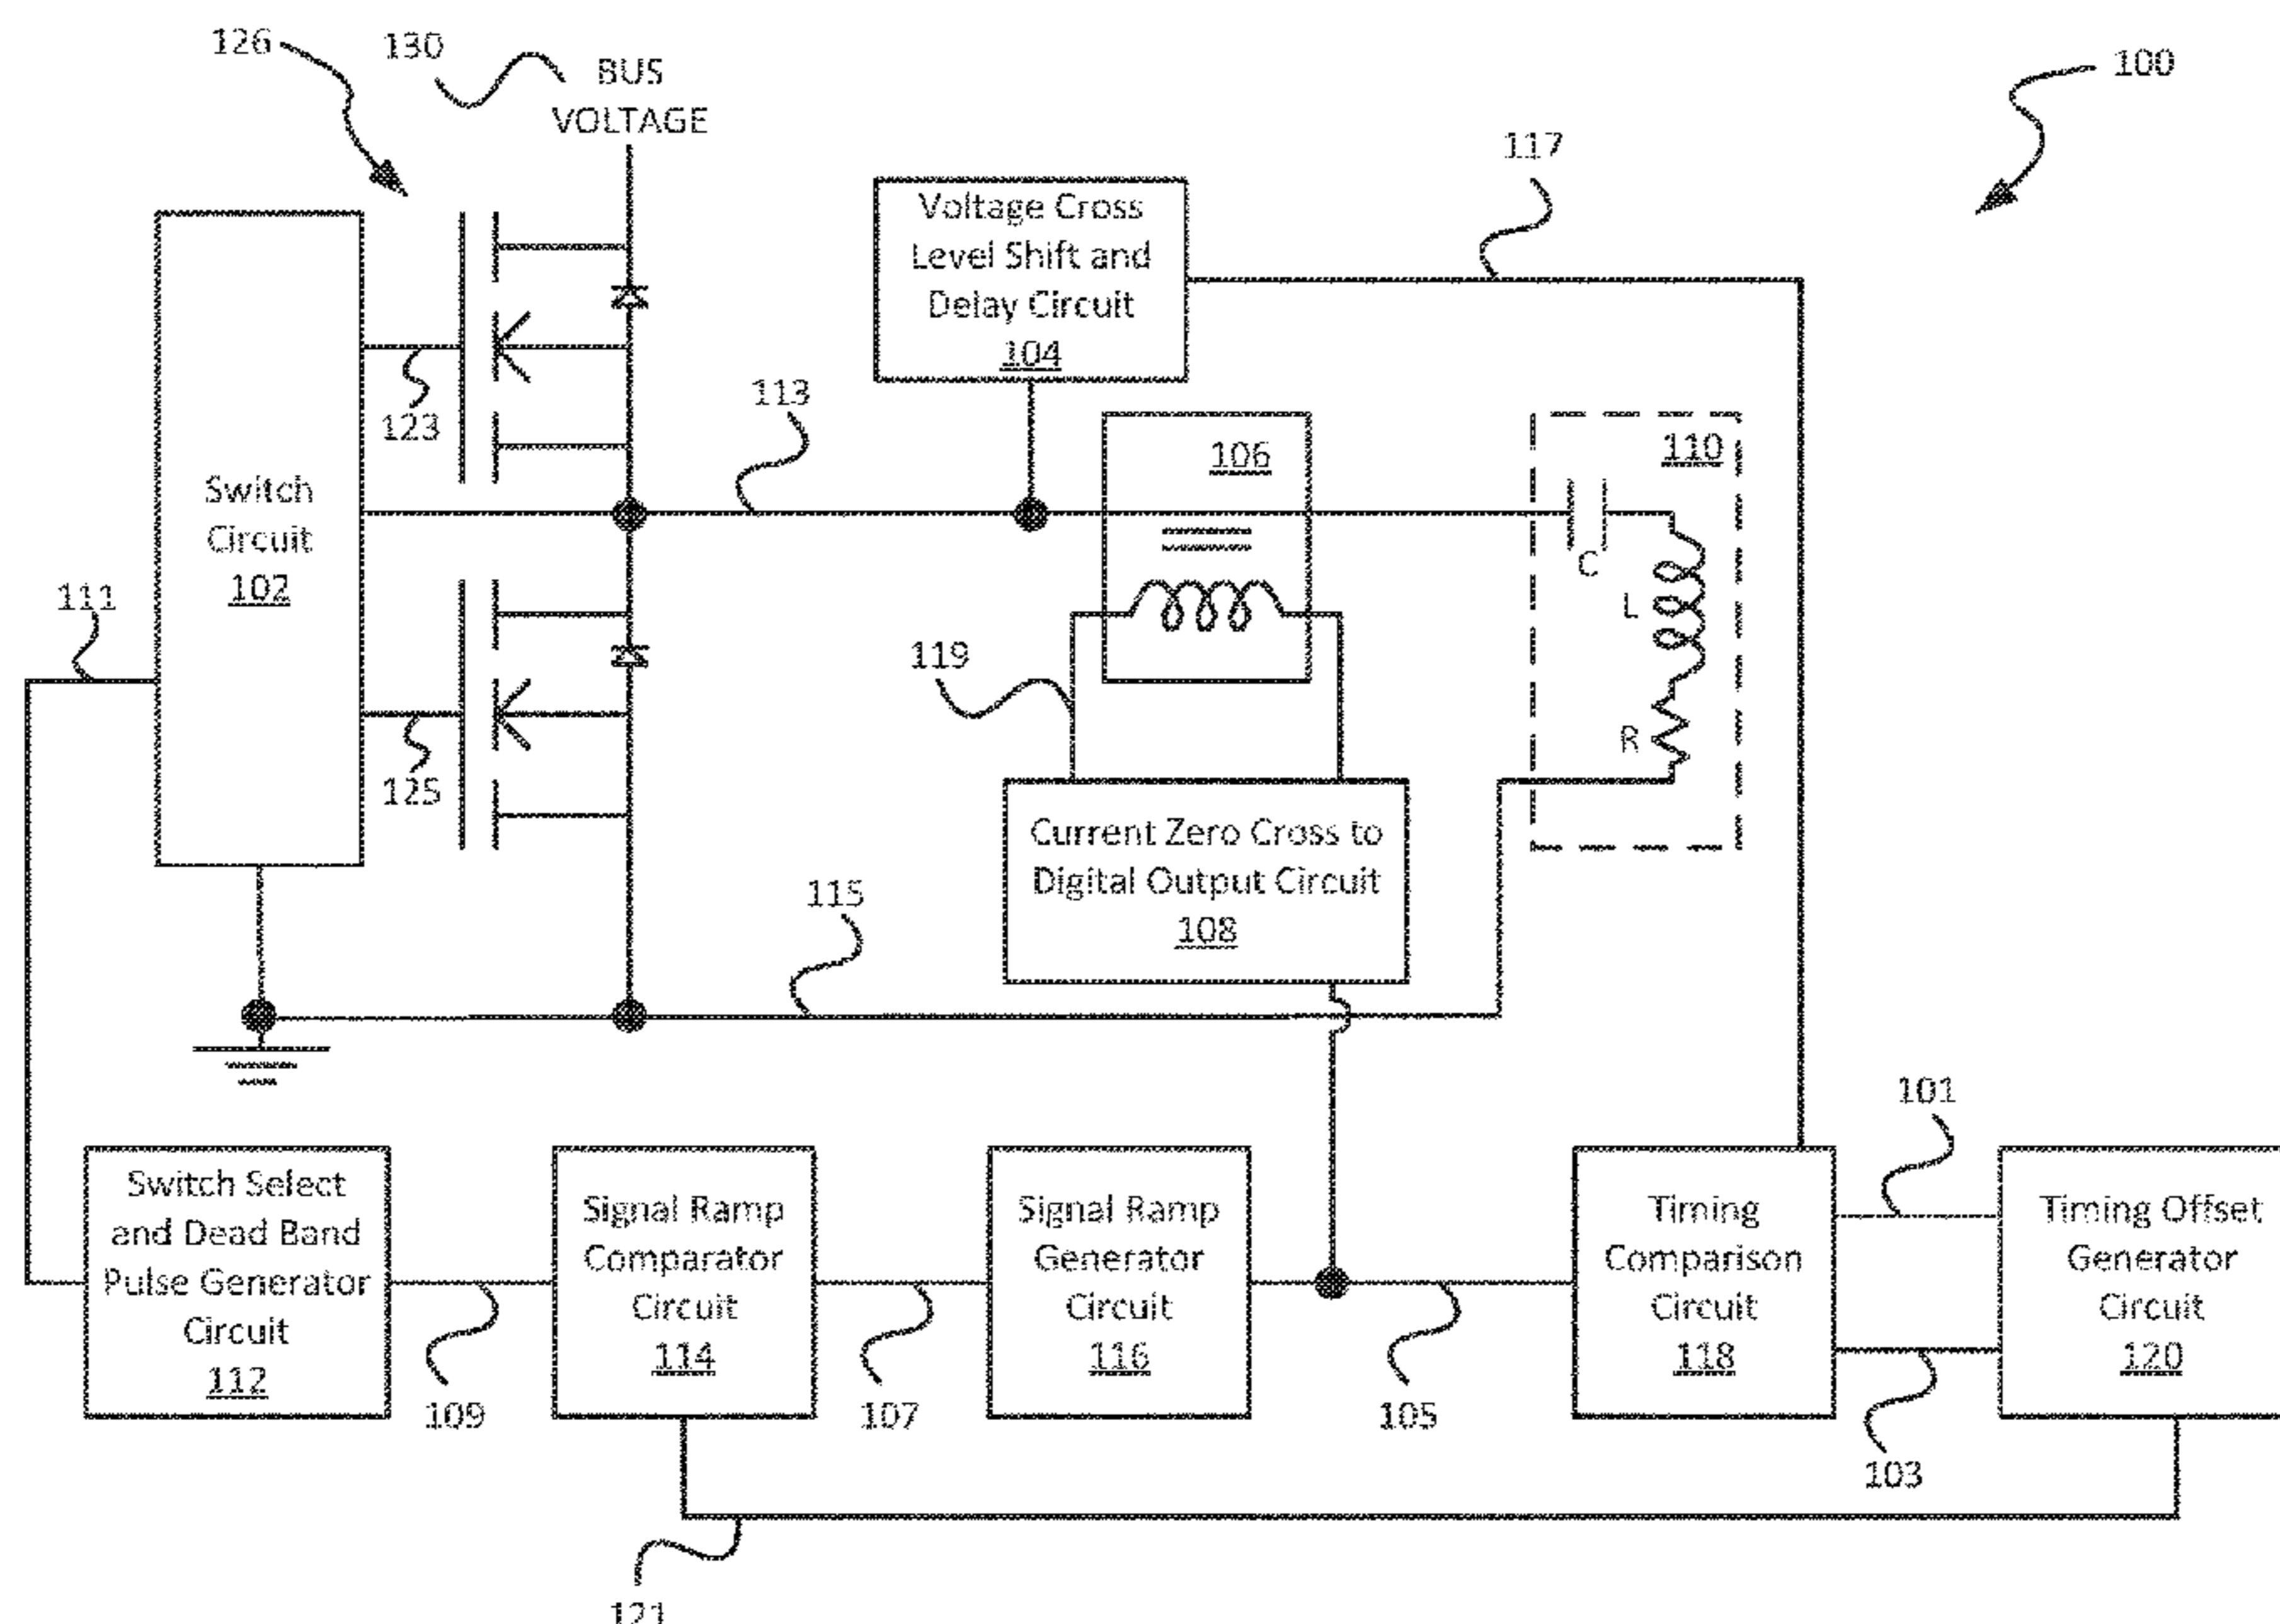 126
130
BUS
VOLTAGE
100
117
Voltage Cross
Level Shift and
Delay Circuit
104
123
113
106
110
Switch
Circuit
102
C
L
111
119
R
125
Current Zero Cross to
Digital Output Circuit
108
115
101
Switch Select
and Dead Band
Pulse Generator
Circuit
112
Signal Ramp
Comparator
Circuit
114
Signal Ramp
Generator
Circuit
116
Timing
Comparison
Circuit
118
Timing Offset
Generator
Circuit
120
109
107
105
103
121